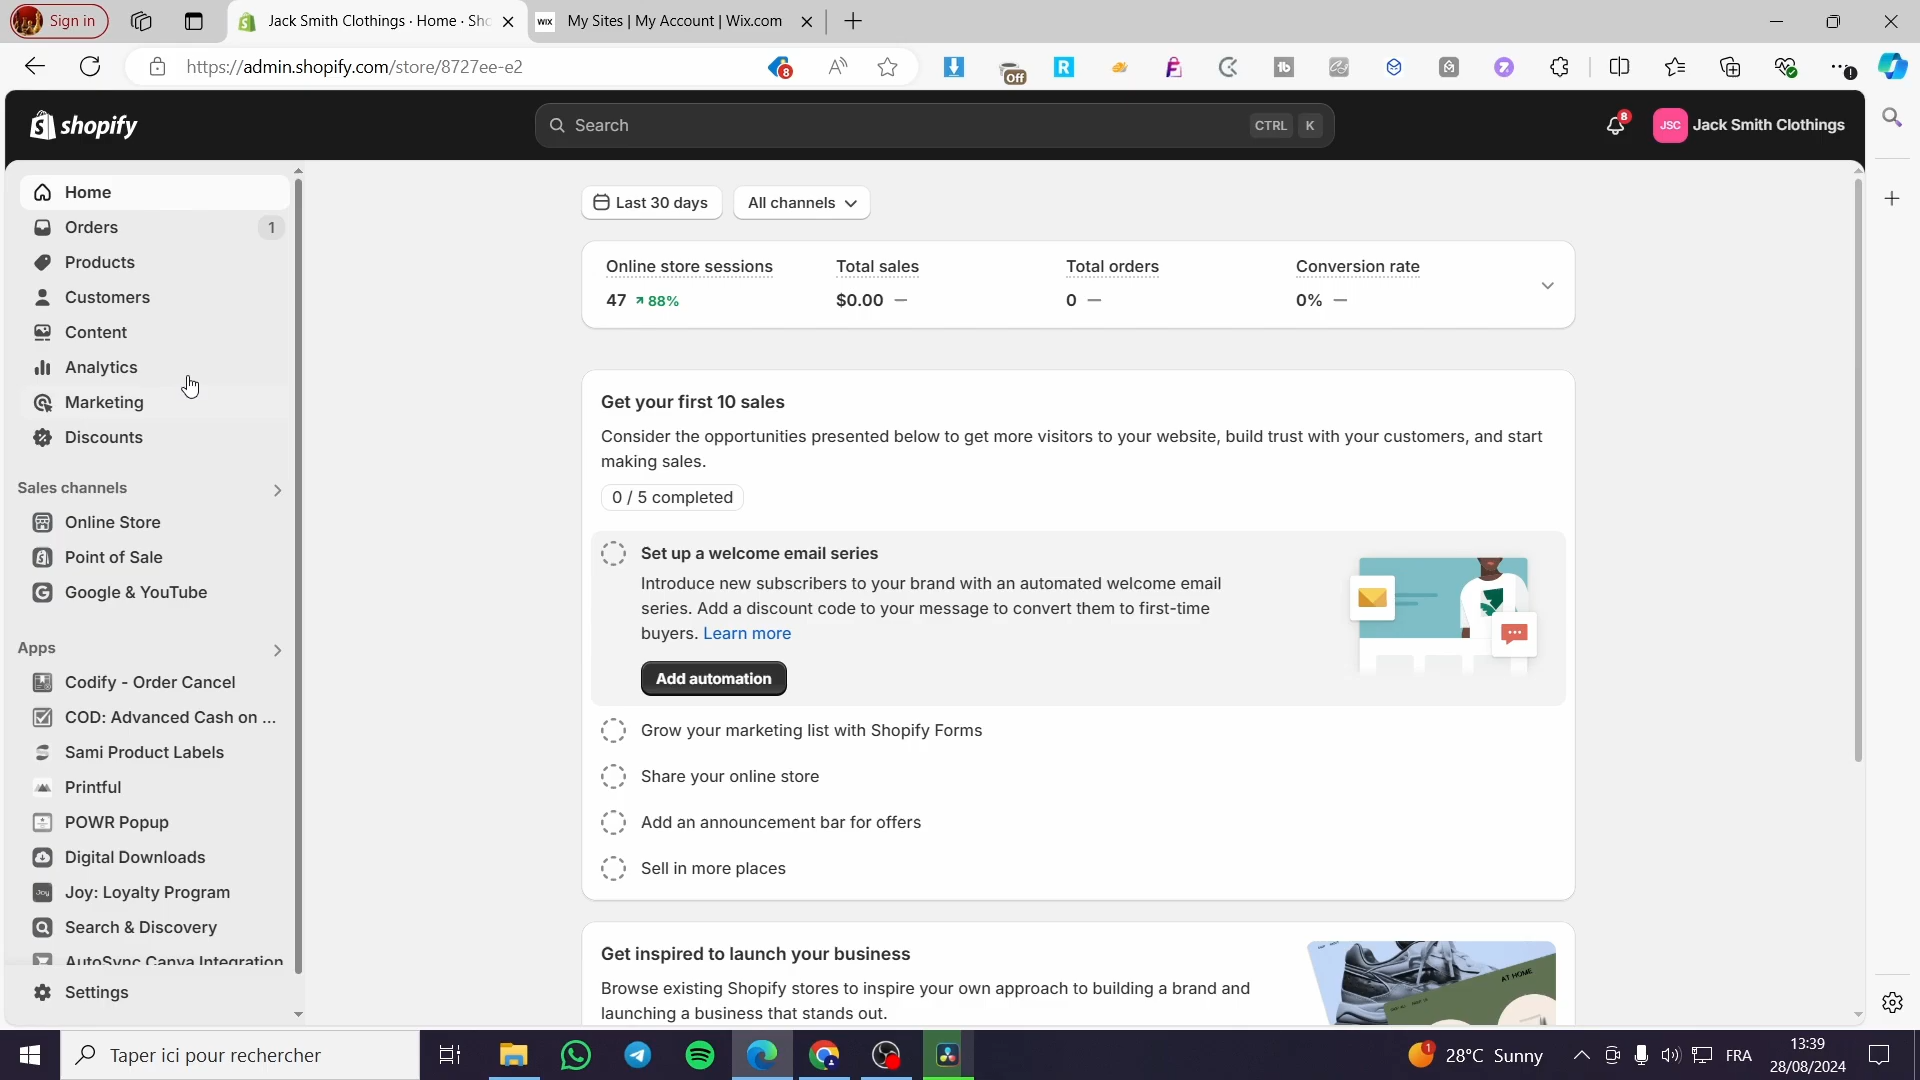 Sign in
Jack Smith Clothings · Home · Sho
WIX
My Sites | My Account | Wix.com
https://admin.shopify.com/store/8727ee-e2
8
Off
shopify
Search
CTRL K
8
JSC
Jack Smith Clothings
Home
Orders
1
Products
Customers
Content
Analytics
Marketing
Discounts
Sales channels
Online Store
Point of Sale
Google & YouTube
Apps
Codify - Order Cancel
COD: Advanced Cash on ...
Sami Product Labels
Printful
POWR Popup
Digital Downloads
Joy: Loyalty Program
Search & Discovery
AutoSync Canva Integration
Settings
Last 30 days
All channels
Online store sessions
47 88%
Total sales
$0.00 —
Total orders
0 —
Conversion rate
0% —
Get your first 10 sales
Consider the opportunities presented below to get more visitors to your website, build trust with your customers, and start
making sales.
0 / 5 completed
Set up a welcome email series
Introduce new subscribers to your brand with an automated welcome email
series. Add a discount code to your message to convert them to first-time
buyers. Learn more
Add automation
Grow your marketing list with Shopify Forms
Share your online store
Add an announcement bar for offers
Sell in more places
Get inspired to launch your business
Browse existing Shopify stores to inspire your own approach to building a brand and
launching a business that stands out.
AT HOME
Taper ici pour rechercher
1
28°C Sunny
FRA
13:39
28/08/2024